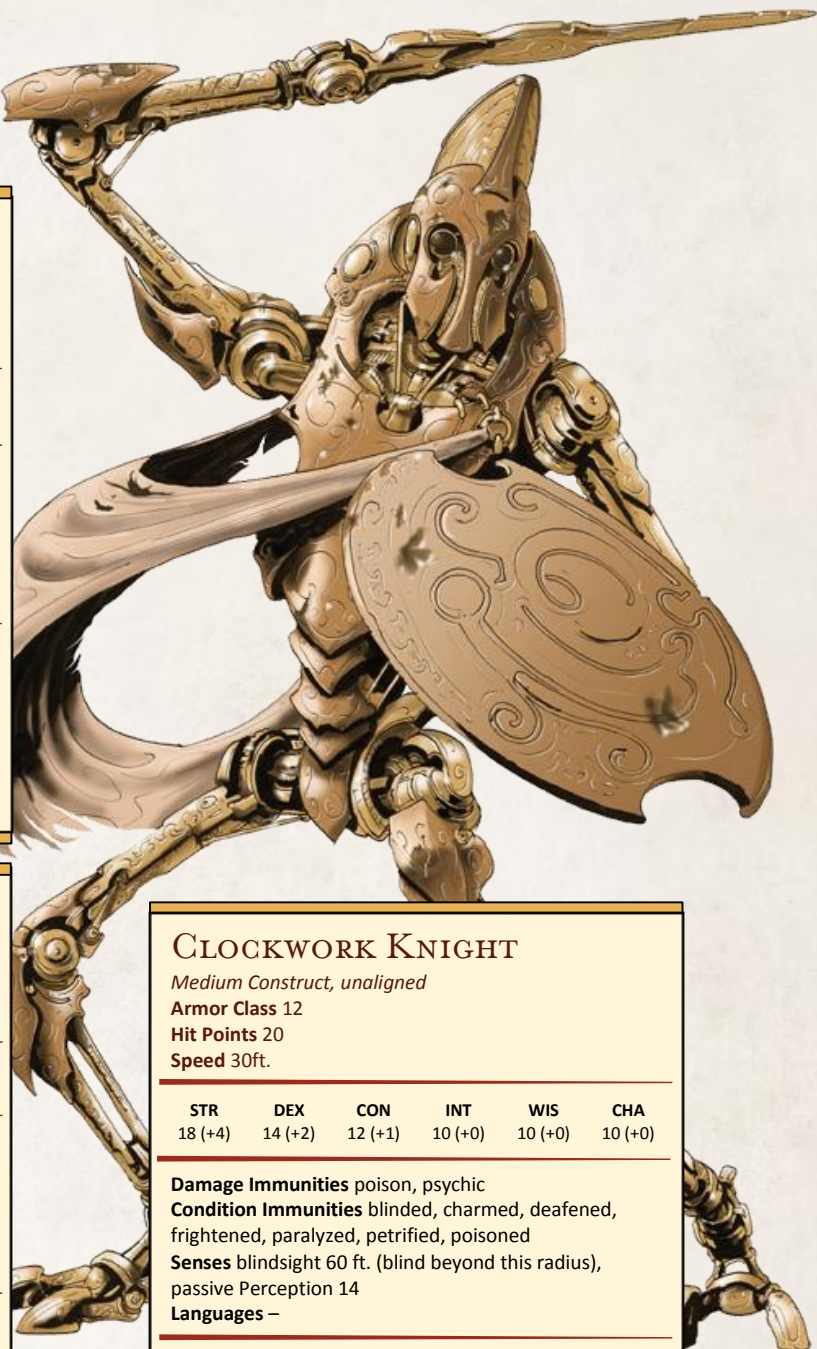 CLOCKWORK KNIGHT
Medium Construct, unaligned
Armor Class 12
Hit Points 20
Speed 30ft.
STR DEX CON INT WIS CHA
18 (+4) 14 (+2) 12 (+1) 10 (+0) 10 (+0) 10 (+0)
Damage Immunities poison, psychic
Condition Immunities blinded, charmed, deafened,
frightened, paralyzed, petrified, poisoned
Senses blindsight 60 ft. (blind beyond this radius),
passive Perception 14
Languages –